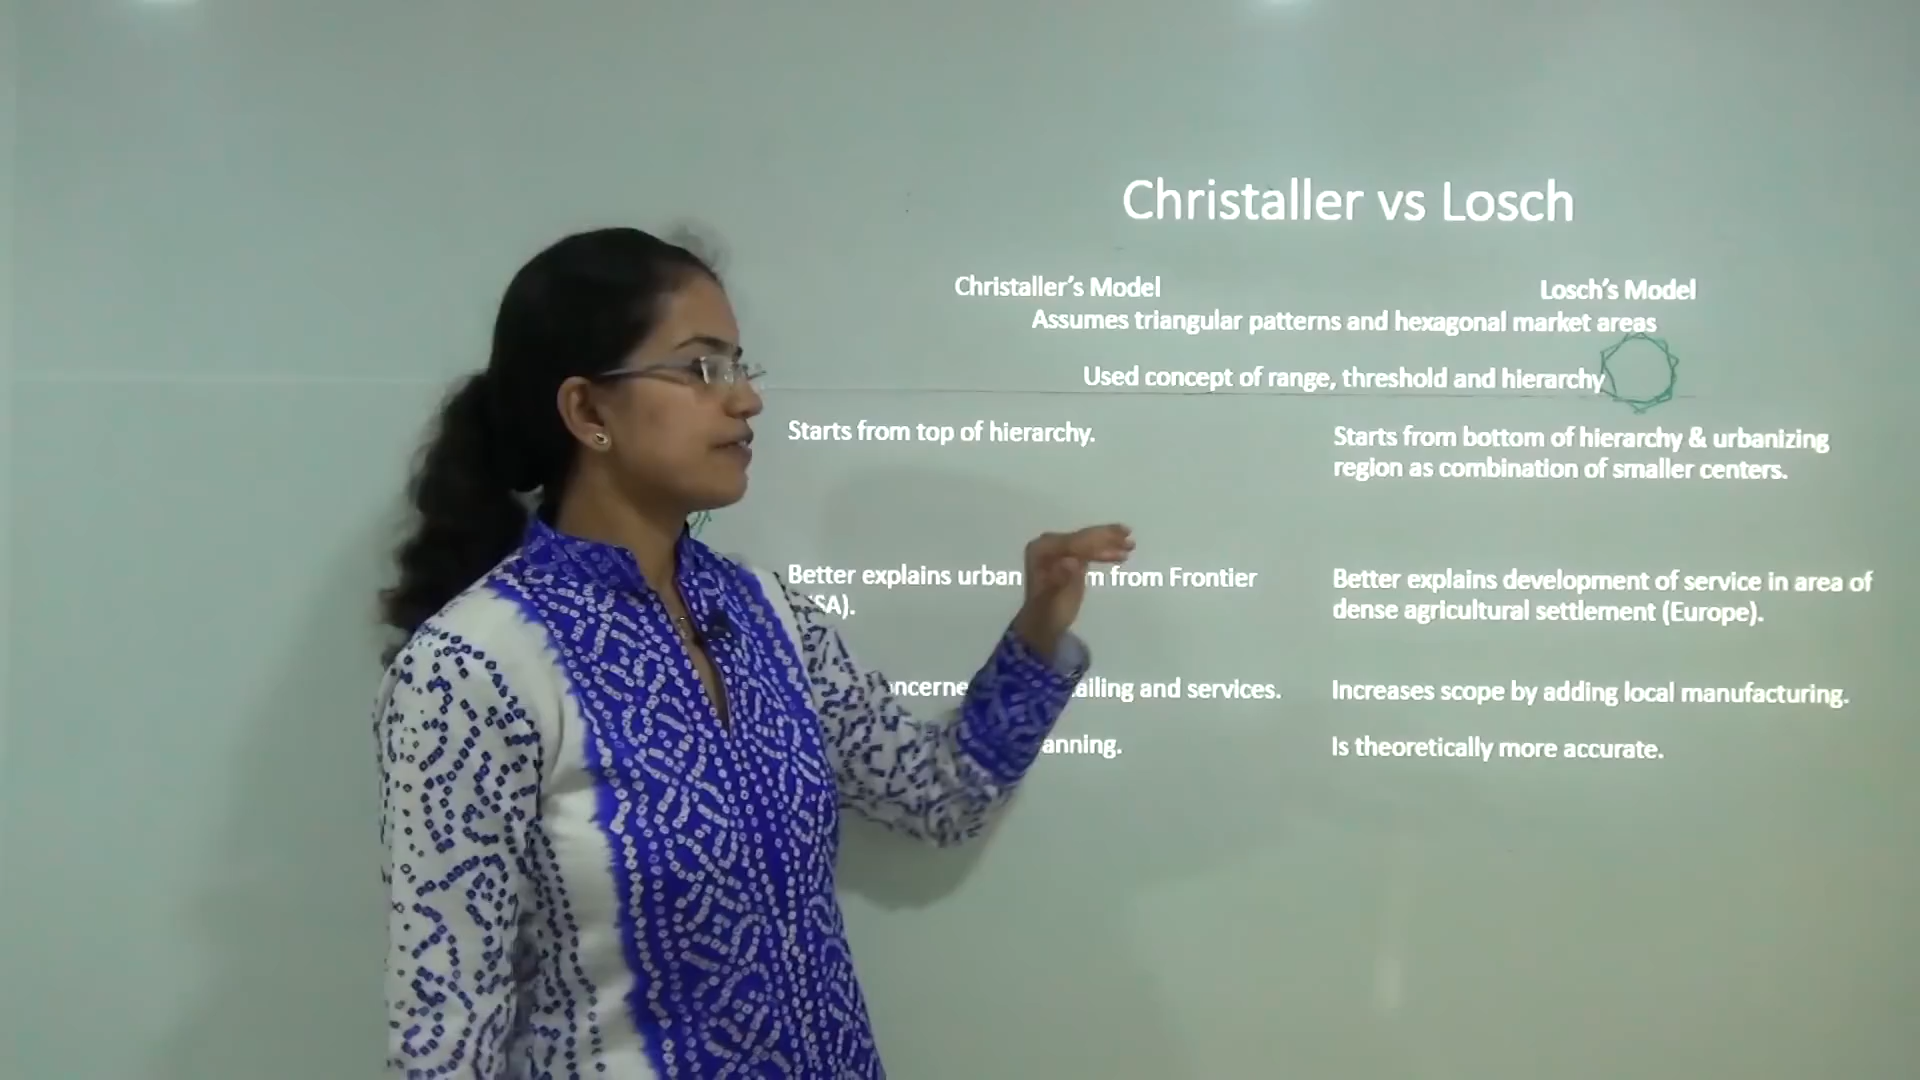 Christaller vs Losch
Christaller's Model
Losch's Model
Assumes triangular patterns and hexagonal market areas
Used concept of range, threshold and hierarchy
Starts from top of hierarchy.
Starts from bottom of hierarchy & urbanizing
region as combination of smaller centers.
Better explains urban from Frontier
Better explains development of service in area of
dense agricultural settlement (Europe).
and services.
Increases scope by adding local manufacturing.
Is theoretically more accurate.